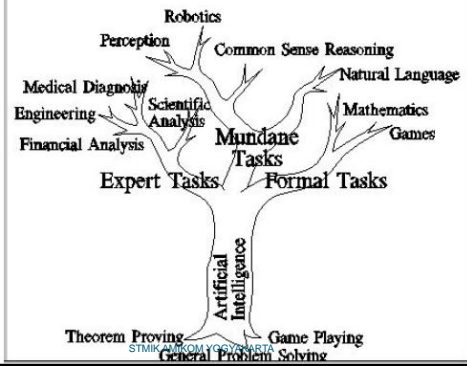 Robotics
Perception
Common Sense Reasoning
Natural Language
Medical Diagnosis
Scientific
Analysis
Mathematics
Engineering
Games
Financial Analysis
Mundane
Tasks
Expert Tasks
Formal Tasks
Artificial
Intelligence
Theorem Proving
Game Playing
STMIK AMIKOM YOGYAKARTA
General Problem Solving